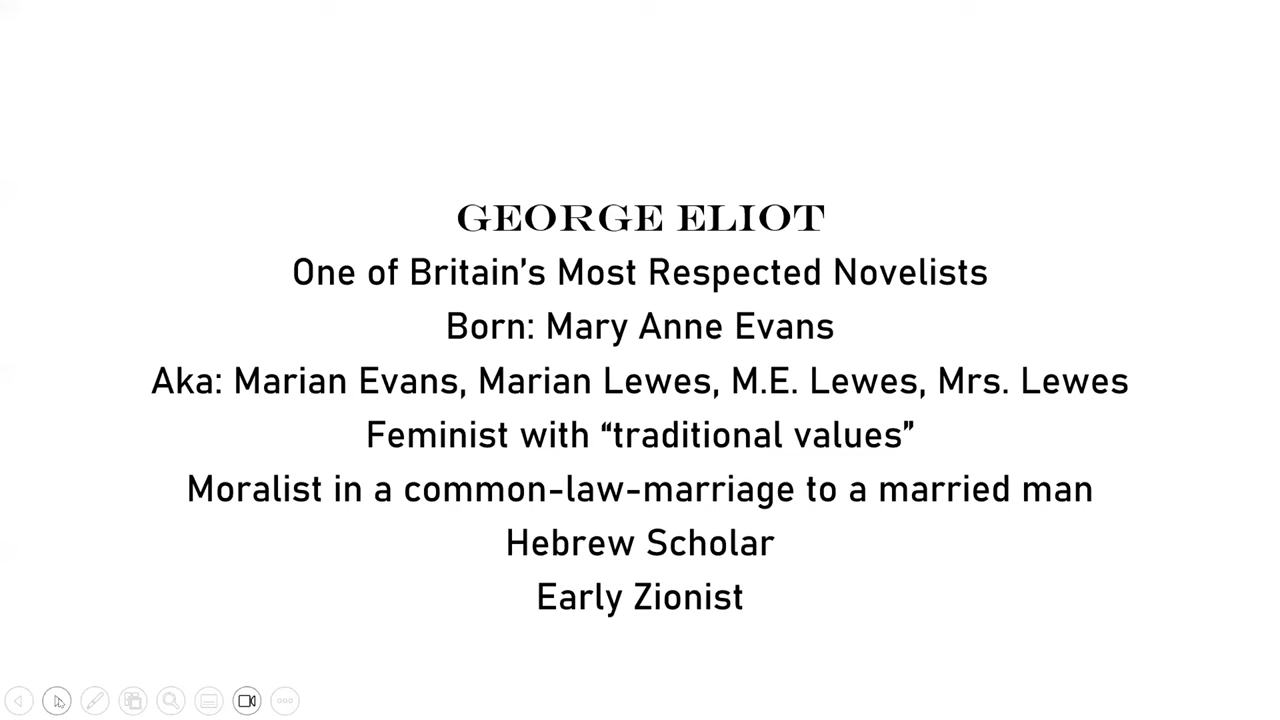 GEORGE ELIOT
One of Britain’s Most Respected Novelists
Born: Mary Anne Evans
Aka: Marian Evans, Marian Lewes, M.E. Lewes, Mrs. Lewes
Feminist with “traditional values”
Moralist in a common-law-marriage to a married man
Hebrew Scholar
Early Zionist